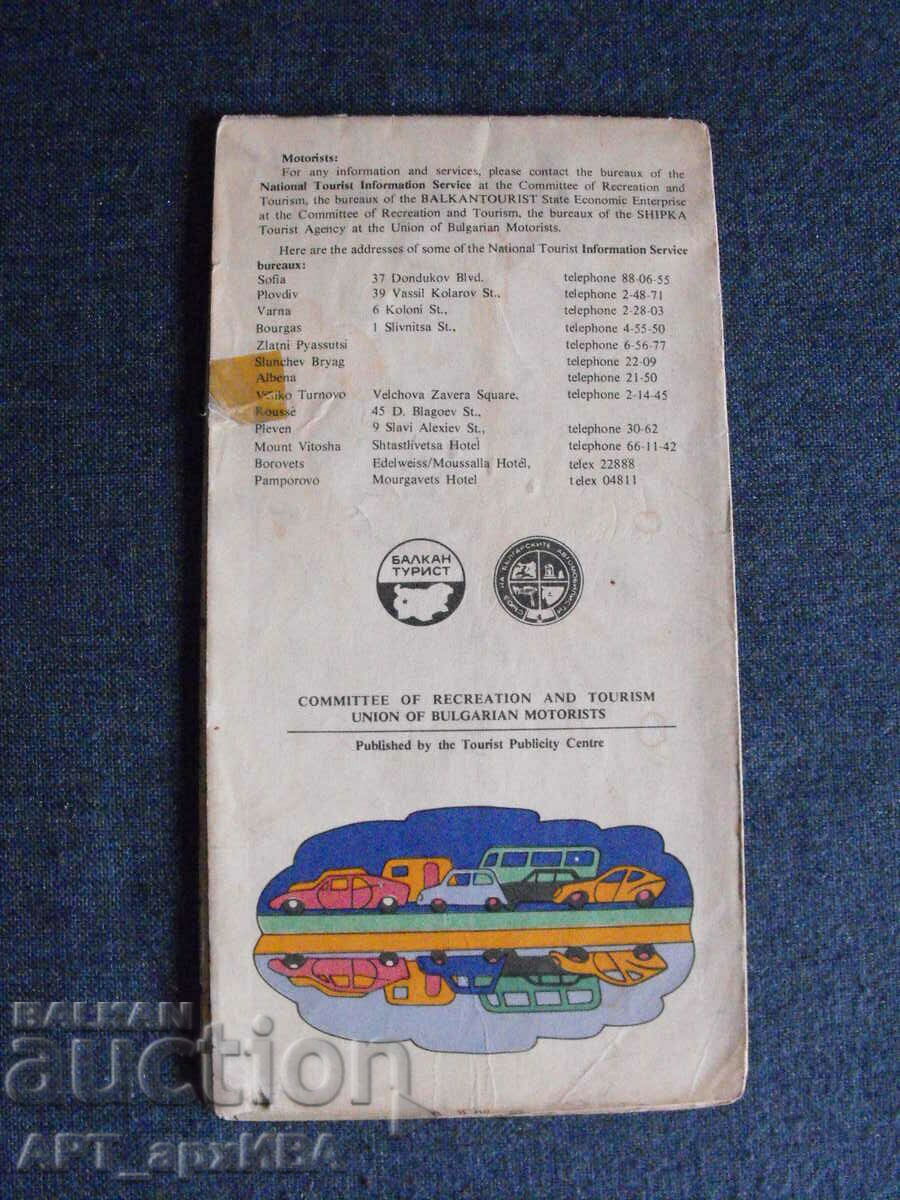 Motorists:
For any information and services, please contact the bureaux of the
National Tourist Information Service at the Committee of Recreation and
Tourism, the bureaux of the BALKANTOURIST State Economic Enterprise
at the Committee of Recreation and Tourism, the bureaux of the SHIPKA
Tourist Agency at the Union of Bulgarian Motorists.
Here are the addresses of some of the National Tourist Information Service
bureaux:
Sofia 37 Dondukov Blvd. telephone 88-06-55
Plovdiv 39 Vassil Kolarov St., telephone 2-48-71
Varna 6 Koloni St., telephone 2-28-03
Bourgas 1 Slivnitsa St., telephone 4-55-50
Zlatni Pyassutsi telephone 6-56-77
Slunchev Bryag telephone 22-09
Albena telephone 21-50
Veliko Turnovo Velchova Zavera Square, telephone 2-14-45
Rousse 45 D. Blagoev St.,
Pleven 9 Slavi Alexiev St., telephone 30-62
Mount Vitosha Shtastlivetsa Hotel telephone 66-11-42
Borovets Edelweiss/Moussalla Hotel, telex 22888
Pamporovo Mourgavets Hotel telex 04811
БАЛКАН
ТУРИСТ
СЪЮЗ НА БЪЛГАРСКИТЕ АВТОМОБИЛИСТИ
COMMITTEE OF RECREATION AND TOURISM
UNION OF BULGARIAN MOTORISTS
Published by the Tourist Publicity Centre
BALKAN
auction
АРТ_архИВА